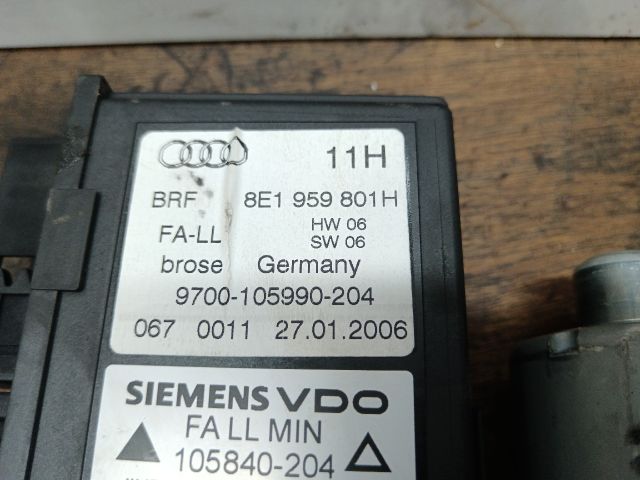 11H
BRF 8E1 959 801H
FA-LL HW 06
SW 06
brose Germany
9700-105990-204
067 0011 27.01.2006
SIEMENS VDO
FA LL MIN
105840-204